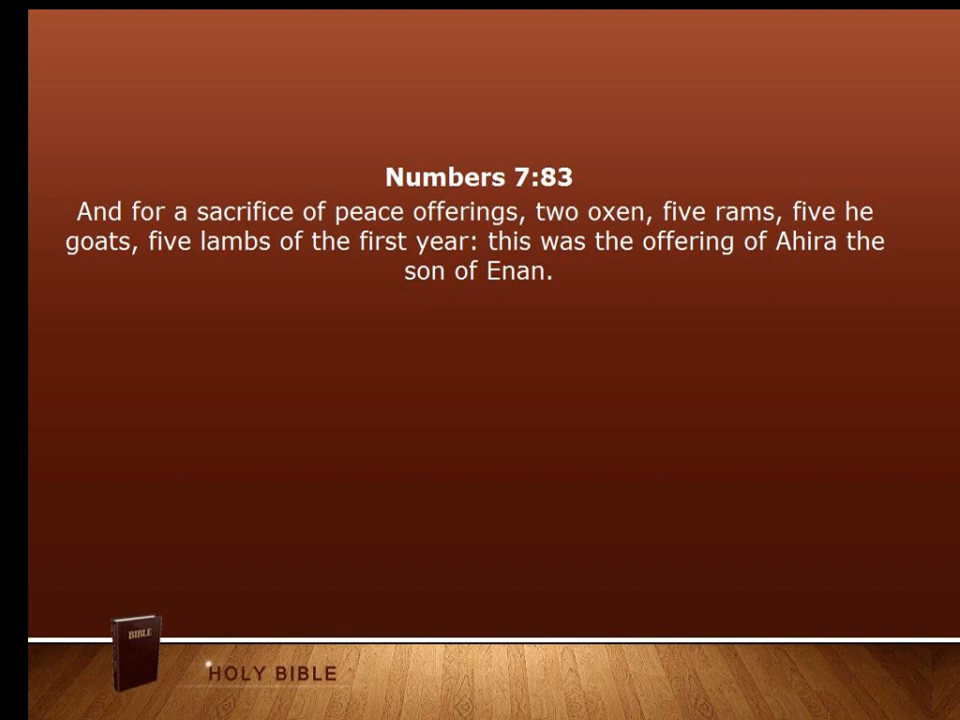 Numbers 7:83
And for a sacrifice of peace offerings, two oxen, five rams, five he
goats, five lambs of the first year: this was the offering of Ahira the
son of Enan.
BIBLE
HOLY BIBLE